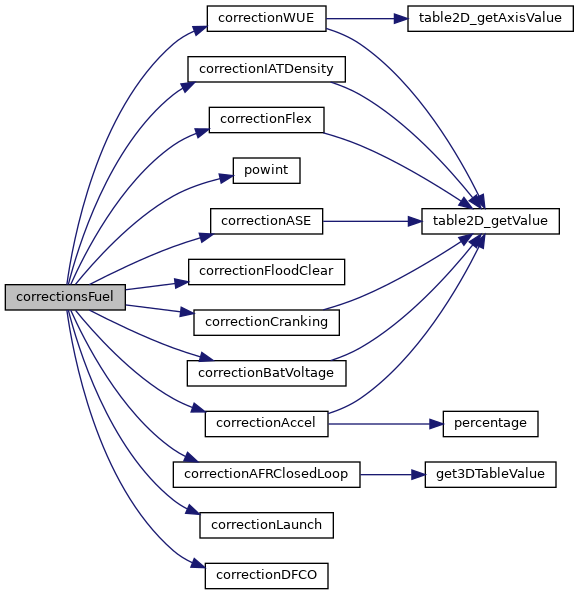 correctionWUE
table2D_getAxisValue
correctionIATDensity
correctionFlex
powint
correctionASE
table2D_getValue
correctionFloodClear
correctionsFuel
correctionCranking
correctionBatVoltage
correctionAccel
percentage
correctionAFRClosedLoop
get3DTableValue
correctionLaunch
correctionDFCO